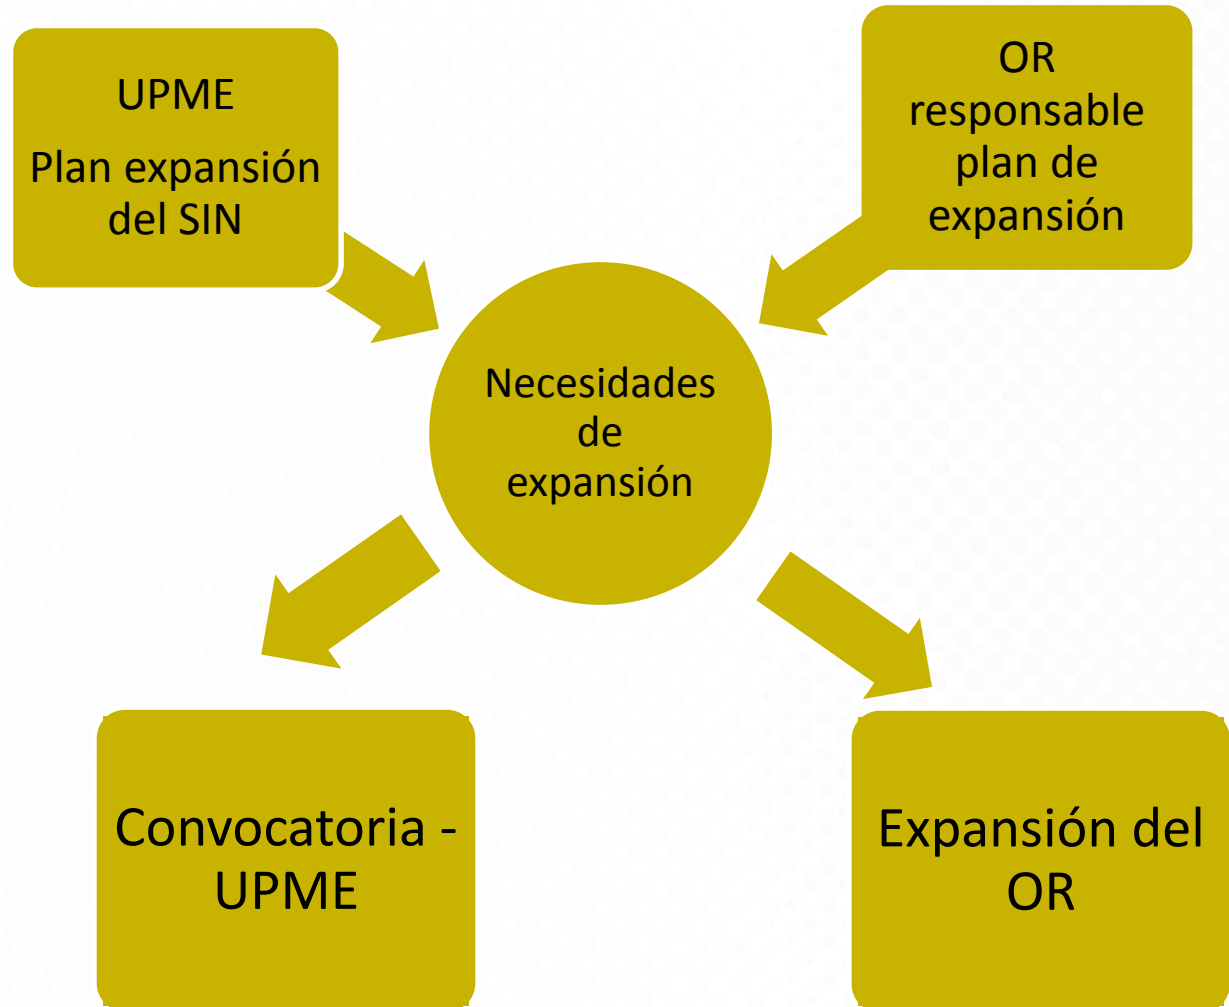 UPME
Plan expansión
del SIN
OR
responsable
plan de
expansión
Necesidades
de
expansión
Convocatoria -
UPME
Expansión del
OR